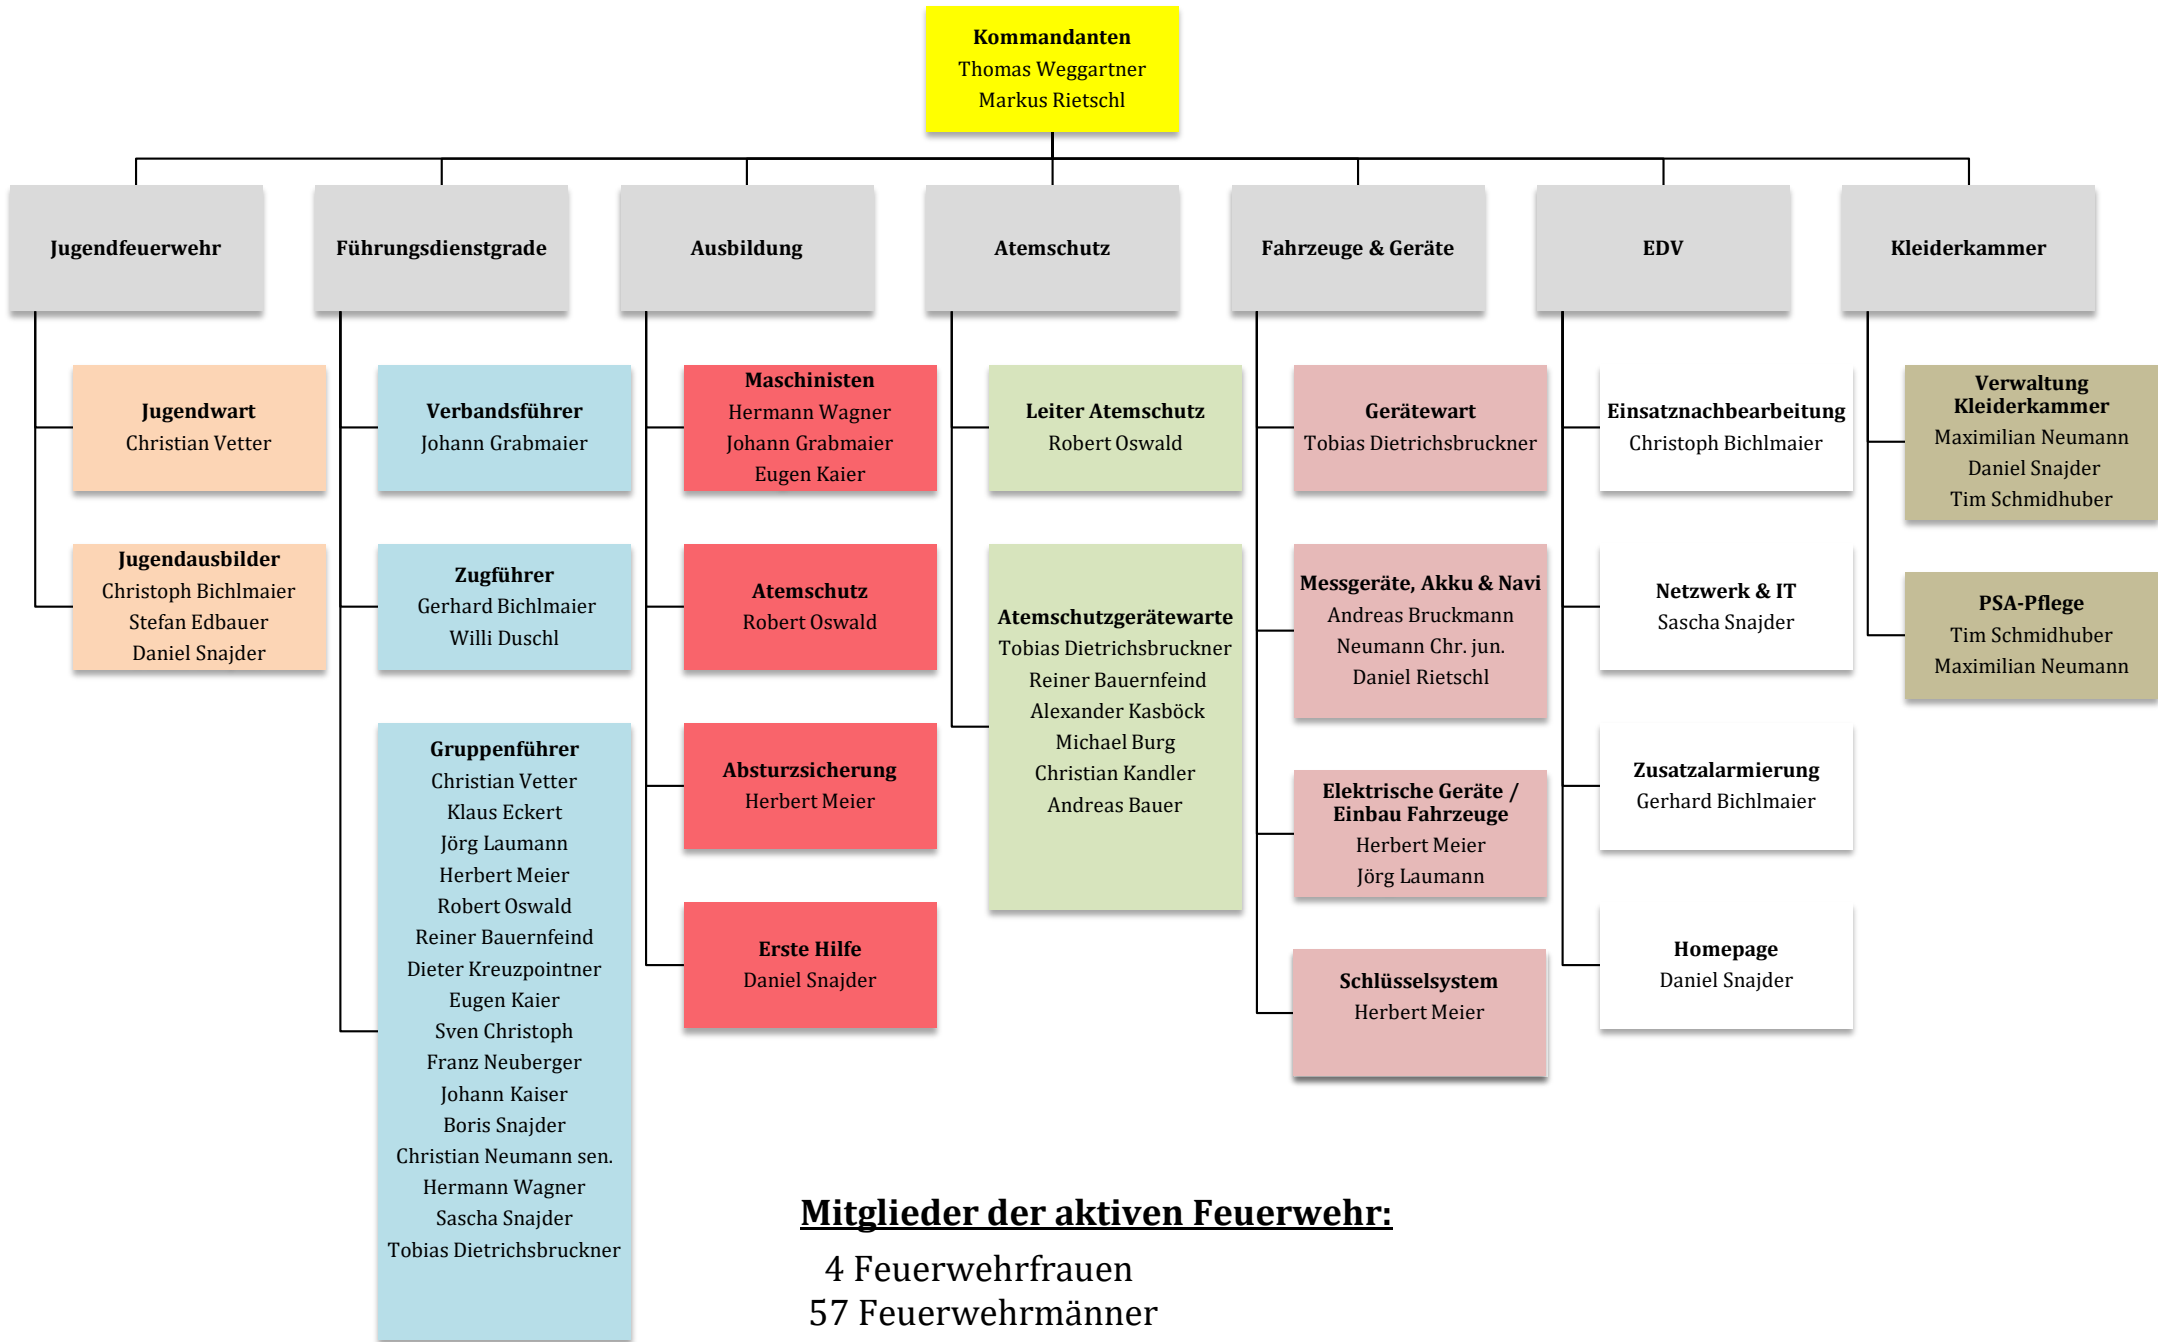 Kommandanten
Thomas Weggartner
Markus Rietschl
Jugendfeuerwehr
Führungsdienstgrade
Ausbildung
Atemschutz
Fahrzeuge & Geräte
EDV
Kleiderkammer
Jugendwart
Christian Vetter
Jugendausbilder
Christoph Bichlmaier
Stefan Edbauer
Daniel Snajder
Verbandsführer
Johann Grabmaier
Zugführer
Gerhard Bichlmaier
Willi Duschl
Gruppenführer
Christian Vetter
Klaus Eckert
Jörg Laumann
Herbert Meier
Robert Oswald
Reiner Bauernfeind
Dieter Kreuzpointner
Eugen Kaier
Sven Christoph
Franz Neuberger
Johann Kaiser
Boris Snajder
Christian Neumann sen.
Hermann Wagner
Sascha Snajder
Tobias Dietrichsbruckner
Maschinisten
Hermann Wagner
Johann Grabmaier
Eugen Kaier
Atemschutz
Robert Oswald
Absturzsicherung
Herbert Meier
Erste Hilfe
Daniel Snajder
Leiter Atemschutz
Robert Oswald
Atemschutzgerätewarte
Tobias Dietrichsbruckner
Reiner Bauernfeind
Alexander Kasböck
Michael Burg
Christian Kandler
Andreas Bauer
Gerätewart
Tobias Dietrichsbruckner
Messgeräte, Akku & Navi
Andreas Bruckmann
Neumann Chr. jun.
Daniel Rietschl
Elektrische Geräte /
Einbau Fahrzeuge
Herbert Meier
Jörg Laumann
Schlüsselsystem
Herbert Meier
Einsatznachbearbeitung
Christoph Bichlmaier
Netzwerk & IT
Sascha Snajder
Zusatzalarmierung
Gerhard Bichlmaier
Homepage
Daniel Snajder
Verwaltung
Kleiderkammer
Maximilian Neumann
Daniel Snajder
Tim Schmidhuber
PSA-Pflege
Tim Schmidhuber
Maximilian Neumann
Mitglieder der aktiven Feuerwehr:
4 Feuerwehrfrauen
57 Feuerwehrmänner